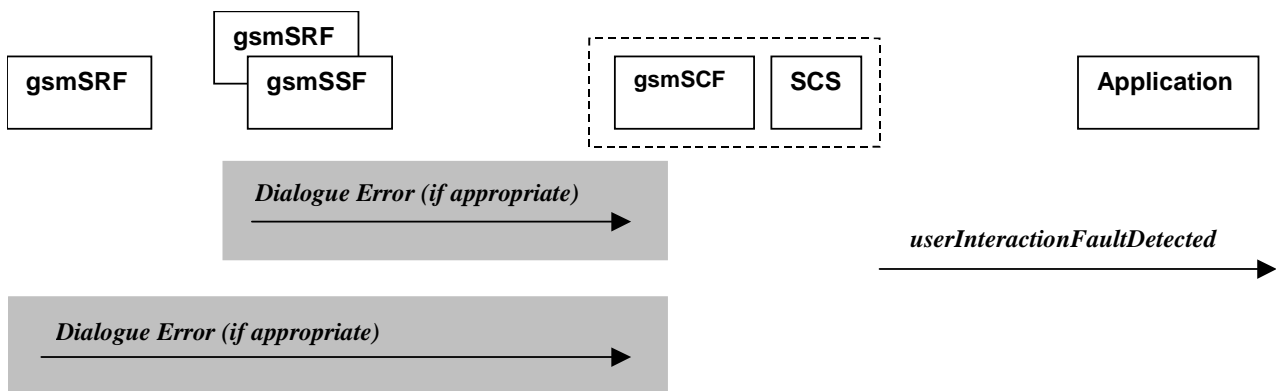 gsmSRF
gsmSRF
gsmSSF
gsmSCF
SCS
Application
Dialogue Error (if appropriate)
userInteractionFaultDetected
Dialogue Error (if appropriate)